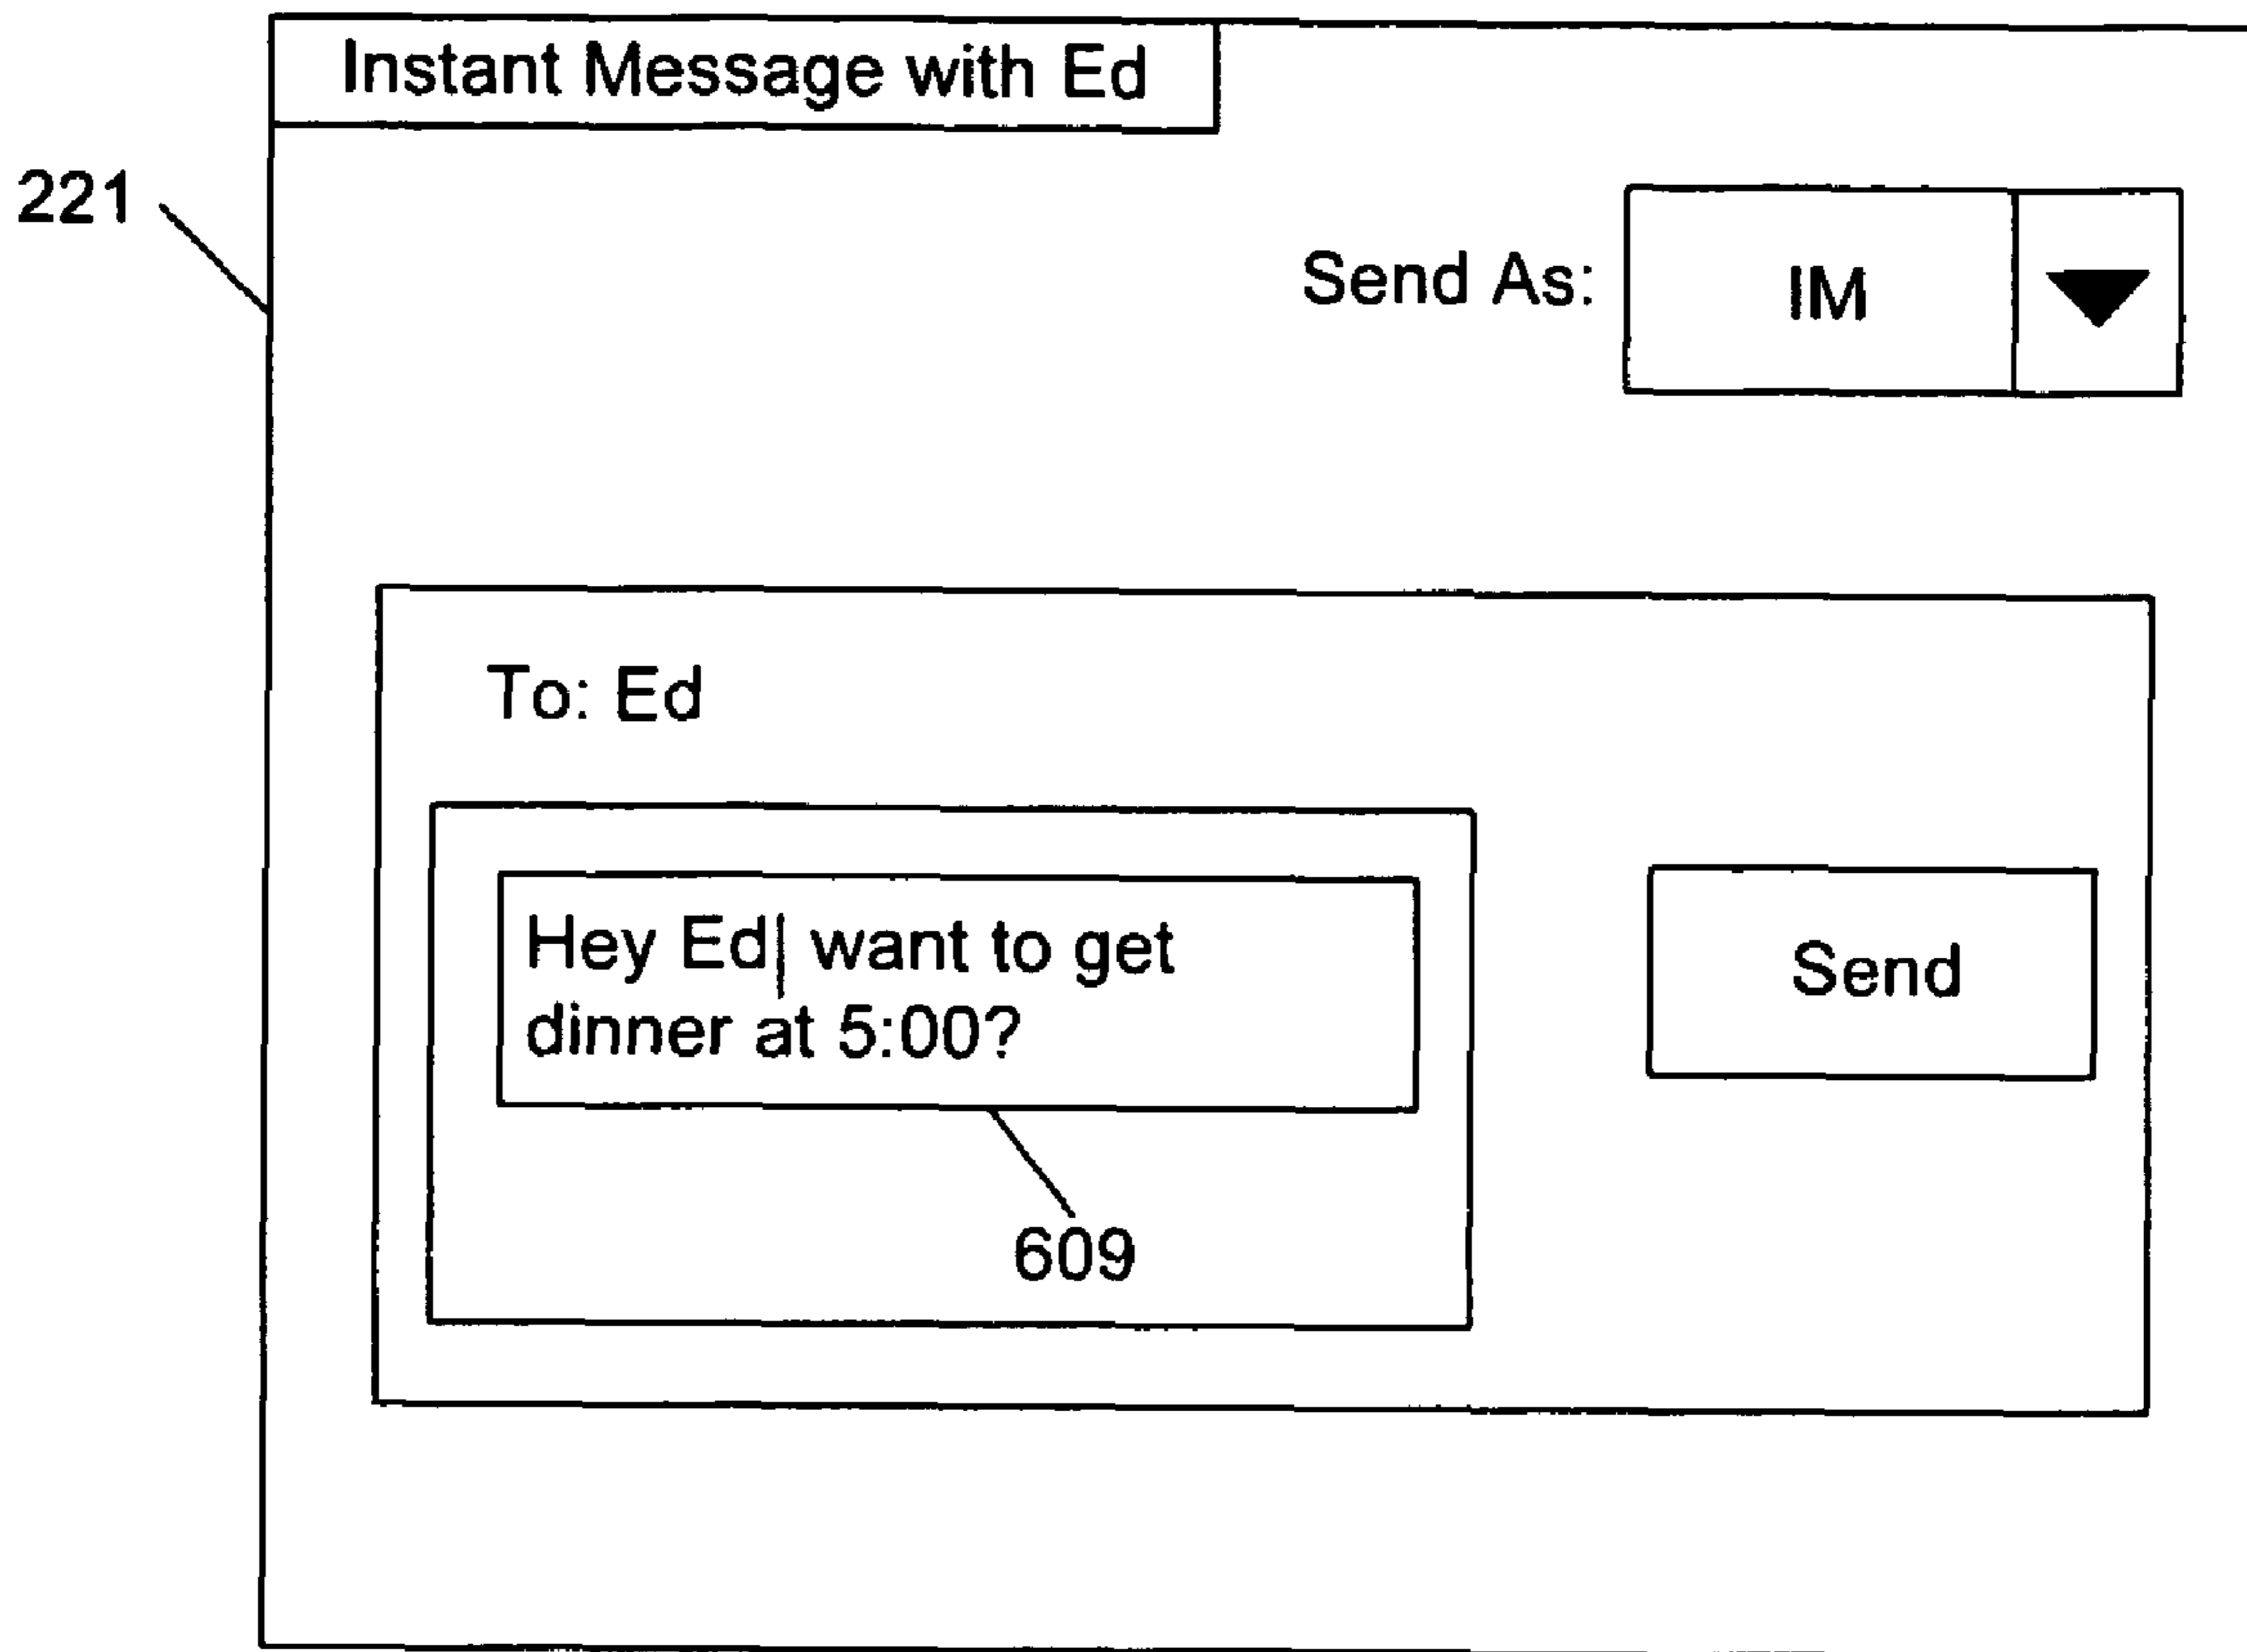 Instant Message with Ed
221
Send As: IM
To: Ed
Hey Ed| want to get
dinner at 5:00?
Send
609